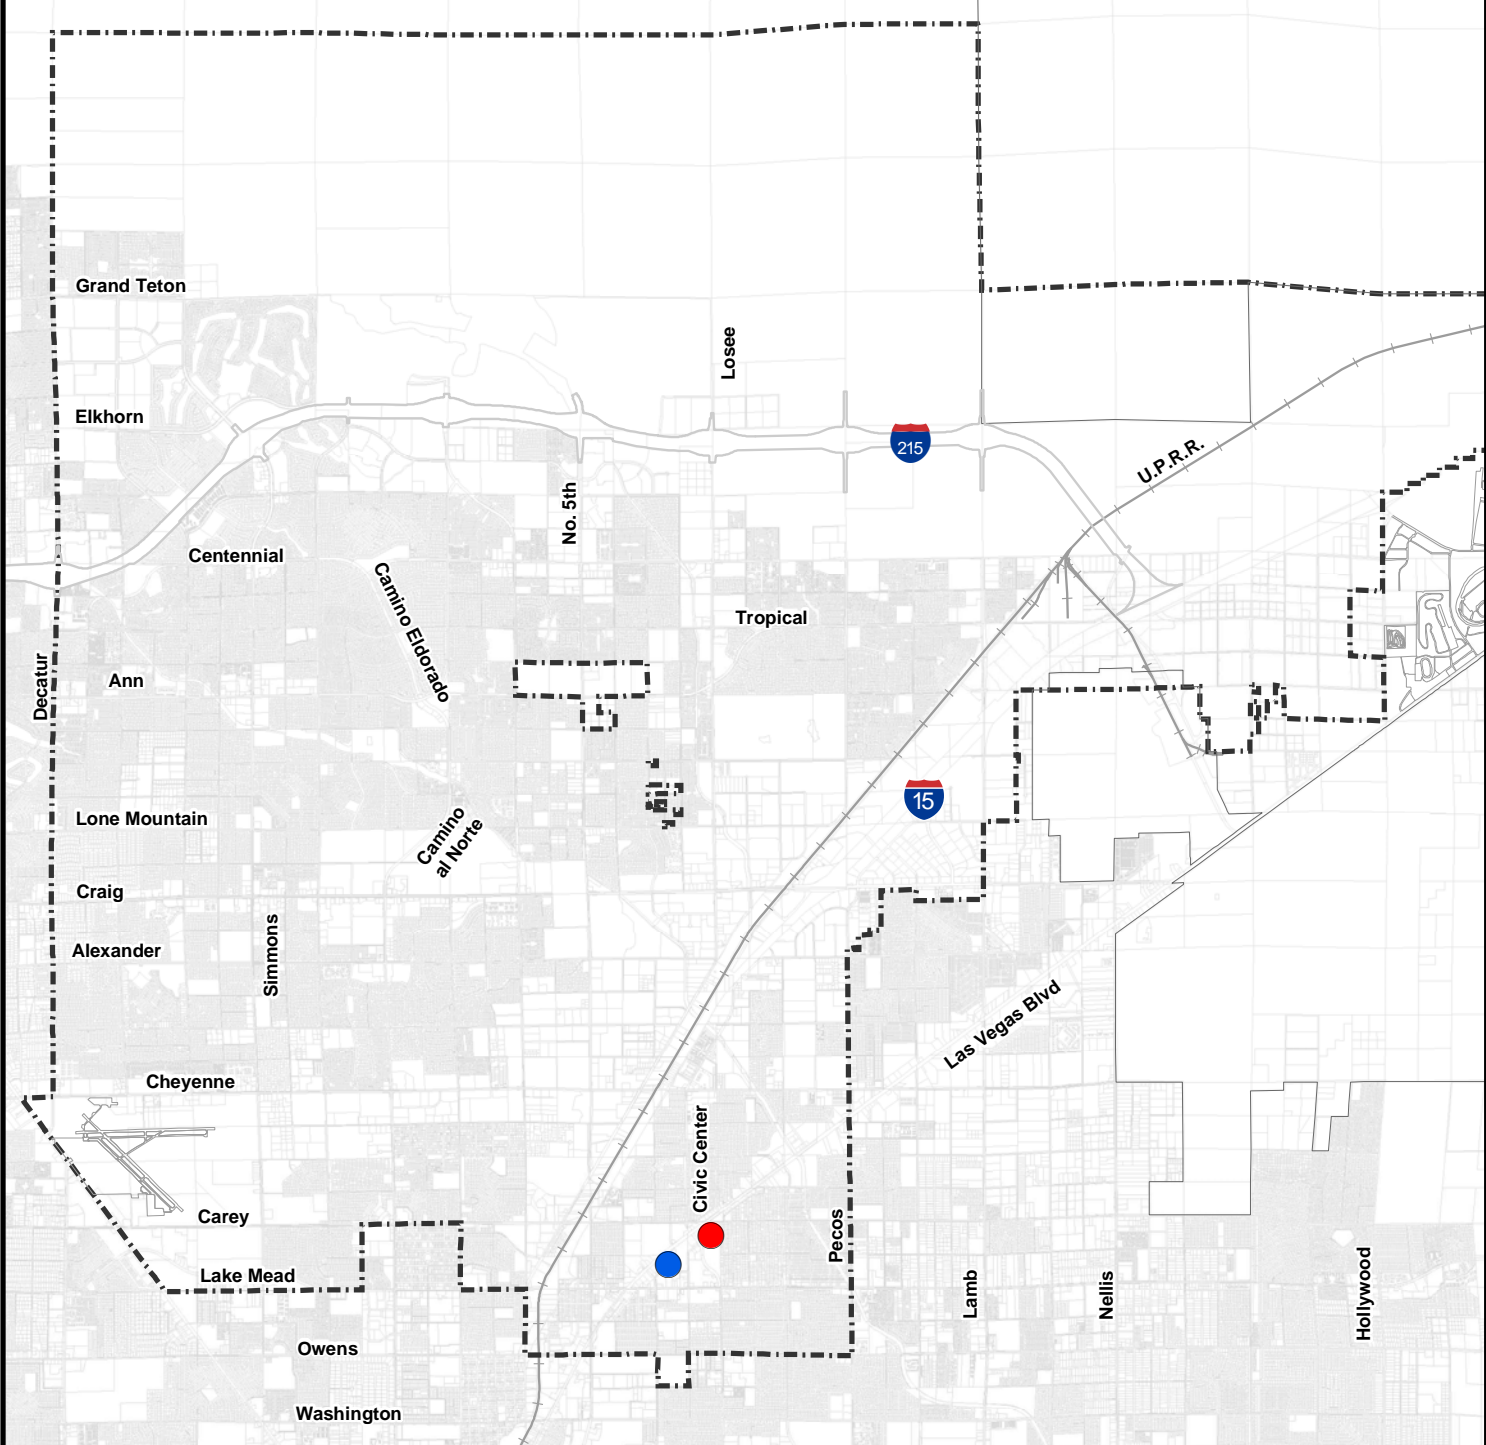 Grand Teton
Losee
Elkhorn
215
U.P.R.R.
No. 5th
Centennial
Camino Eldorado
Tropical
Decatur
Ann
15
Lone Mountain
Camino
al Norte
Craig
Simmons
Alexander
Las Vegas Blvd
Cheyenne
Civic Center
Carey
Pecos
Lake Mead
Lamb
Nellis
Hollywood
Owens
Washington